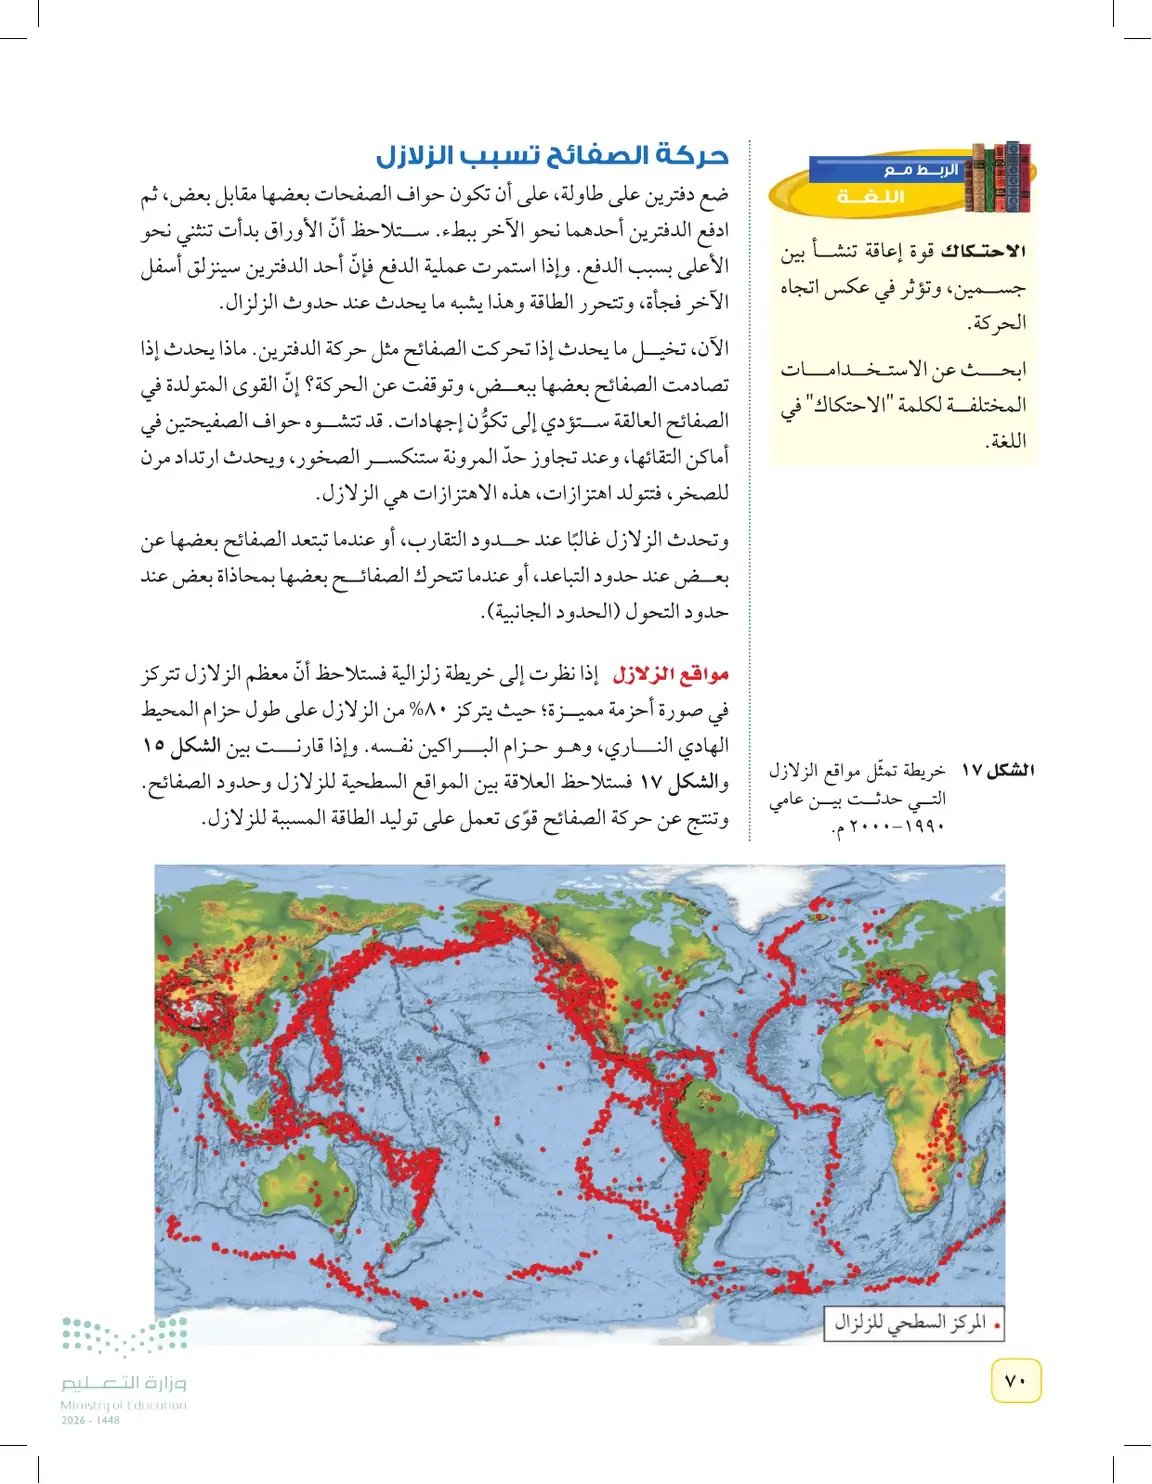 حركة الصفائح تسبب الزلازل
ضع دفترين على طاولة، على أن تكون حواف الصفحات بعضها مقابل بعض، ثم
ادفع الدفترين أحدهما نحو الآخر ببطء. ستلاحظ أنّ الأوراق بدأت تنثني نحو
الأعلى بسبب الدفع. وإذا استمرت عملية الدفع فإنّ أحد الدفترين سينزلق أسفل
الآخر فجأة، وتتحرر الطاقة وهذا يشبه ما يحدث عند حدوث الزلزال.
الآن، تخيل ما يحدث إذا تحركت الصفائح مثل حركة الدفترين. ماذا يحدث إذا
تصادمت الصفائح بعضها ببعض، وتوقفت عن الحركة؟ إنّ القوى المتولدة في
الصفائح العالقة ستؤدي إلى تكوُّن إجهادات. قد تتشوه حواف الصفيحتين في
أماكن التقائها، وعند تجاوز حدّ المرونة ستنكسر الصخور، ويحدث ارتداد مرن
للصخر، فتتولد اهتزازات، هذه الاهتزازات هي الزلازل.
وتحدث الزلازل غالبًا عند حدود التقارب، أو عندما تبتعد الصفائح بعضها عن
بعض عند حدود التباعد، أو عندما تتحرك الصفائح بعضها بمحاذاة بعض عند
حدود التحول (الحدود الجانبية).
مواقع الزلازل إذا نظرت إلى خريطة زلزالية فستلاحظ أنّ معظم الزلازل تتركز
في صورة أحزمة مميزة؛ حيث يتركز ٨٠% من الزلازل على طول حزام المحيط
الهادي الناري، وهو حزام البراكين نفسه. وإذا قارنت بين الشكل ١٥
والشكل ١٧ فستلاحظ العلاقة بين المواقع السطحية للزلازل وحدود الصفائح.
وتنتج عن حركة الصفائح قوًى تعمل على توليد الطاقة المسببة للزلازل.
الربط مع
اللغة
الاحتكاك قوة إعاقة تنشأ بين
جسمين، وتؤثر في عكس اتجاه
الحركة.
ابحث عن الاستخدامات
المختلفة لكلمة "الاحتكاك" في
اللغة.
الشكل ١٧ خريطة تمثّل مواقع الزلازل
التي حدثت بين عامي
١٩٩٠-٢٠٠٠ م.
• المركز السطحي للزلزال
وزارة التعليم
Ministry of Education
2026 - 1448
٧٠